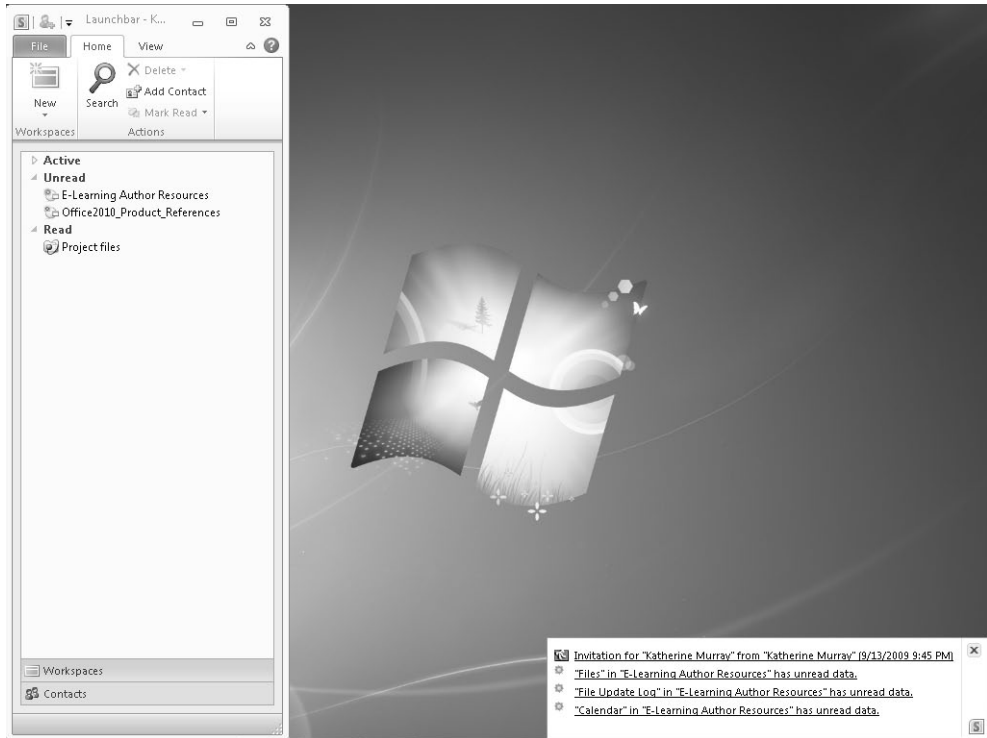 Launchbar - K...
File Home View
New
Search
Delete
Add Contact
Mark Read
Workspaces Actions
Active
Unread
E-Learning Author Resources
Office2010_Product_References
Read
Project files
Workspaces
Contacts
Invitation for "Katherine Murray" from "Katherine Murray" (9/13/2009 9:45 PM)
"Files" in "E-Learning Author Resources" has unread data.
"File Update Log" in "E-Learning Author Resources" has unread data.
"Calendar" in "E-Learning Author Resources" has unread data.